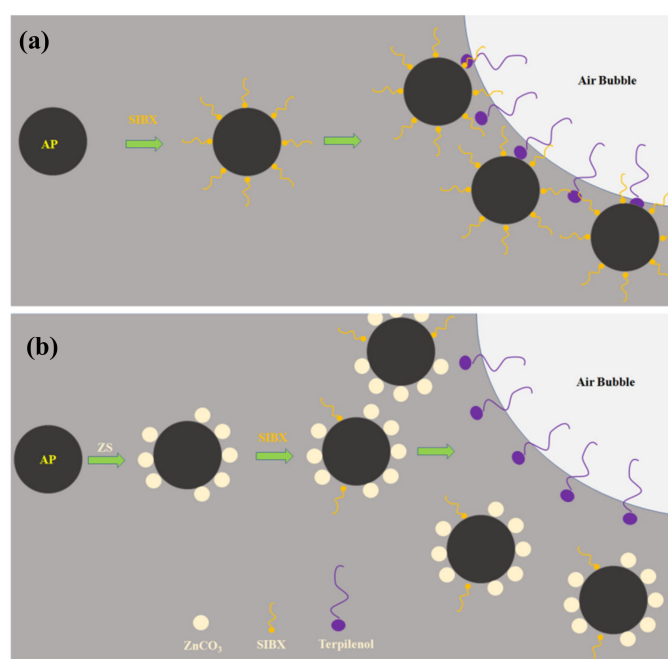 (a)
Air Bubble
SIBX
AP
(b)
Air Bubble
ZS
SIBX
AP
ZnCO₃
SIBX
Terpilenol